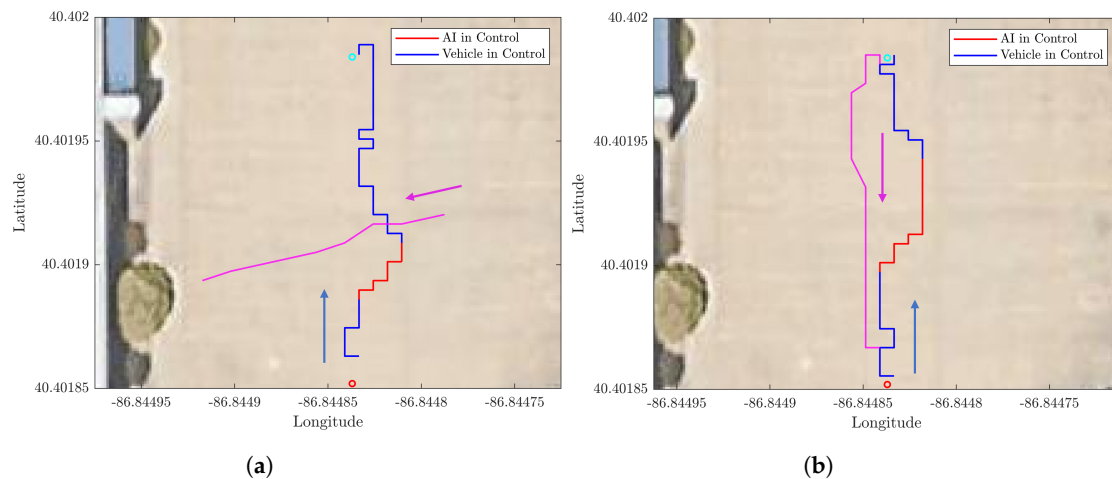 40.402
40.40195
40.4019
40.40185
Latitude
AI in Control
Vehicle in Control
-86.84495
-86.8449
-86.84485
-86.8448
-86.84475
Longitude
(a)
40.402
40.40195
40.4019
40.40185
Latitude
AI in Control
Vehicle in Control
-86.84495
-86.8449
-86.84485
-86.8448
-86.84475
Longitude
(b)